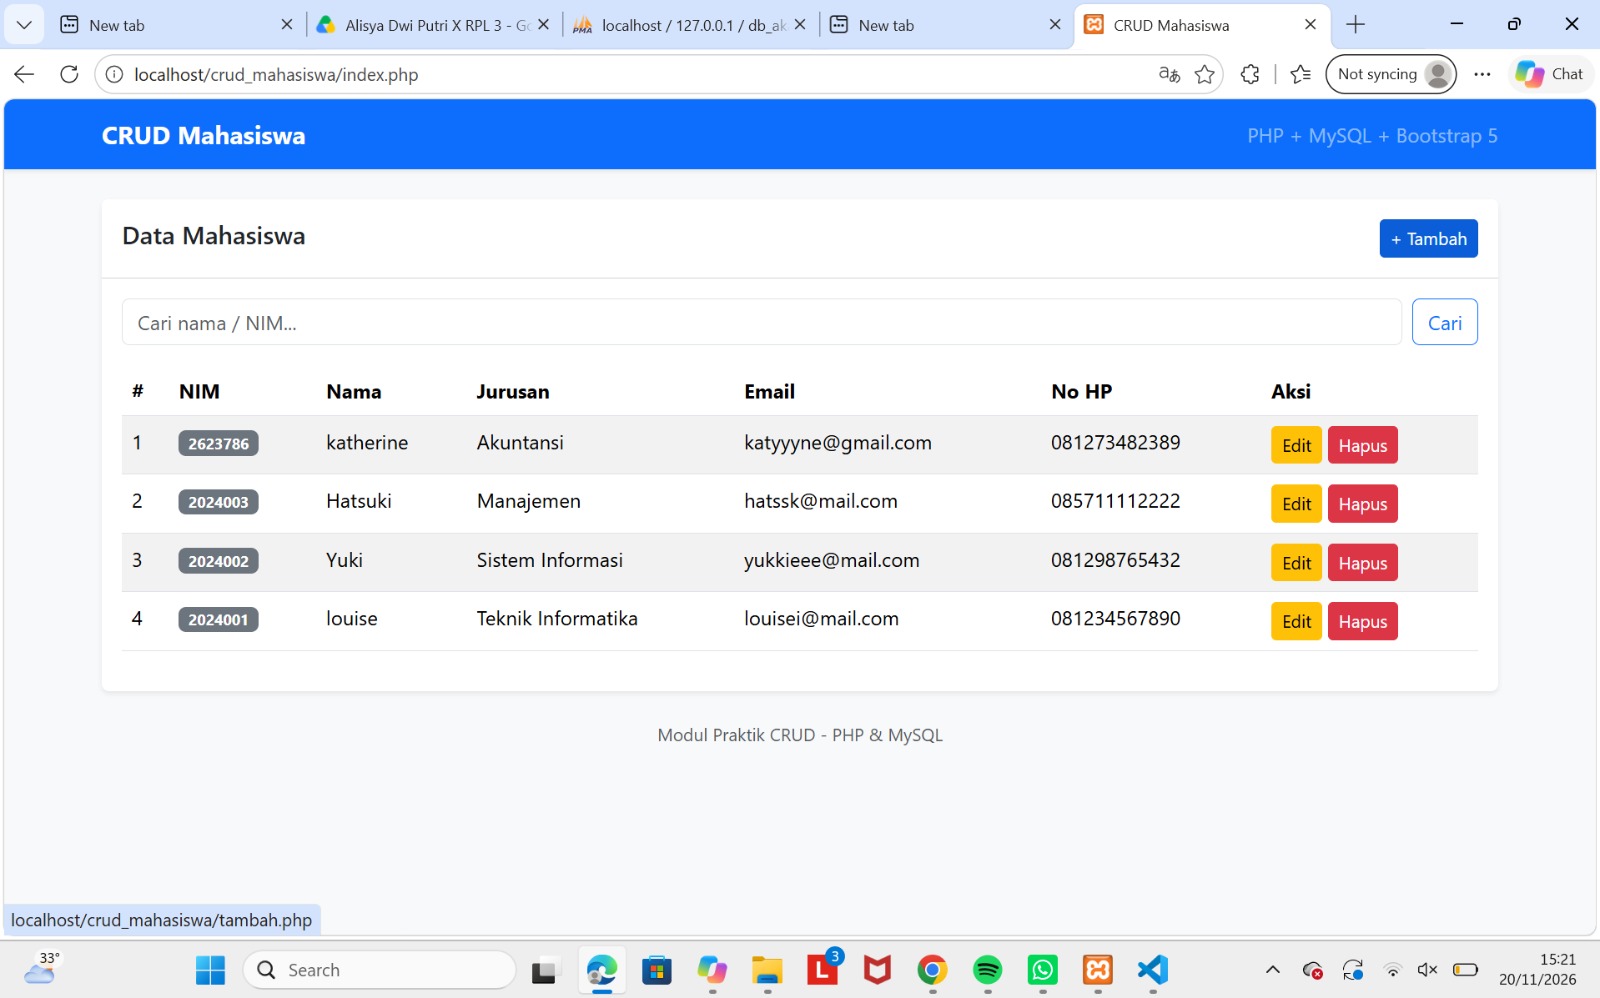 New tab
Alisya Dwi Putri X RPL 3 - Go
PMA
localhost / 127.0.0.1 / db_ak
New tab
CRUD Mahasiswa
localhost/crud_mahasiswa/index.php
Not syncing
Chat
CRUD Mahasiswa
PHP + MySQL + Bootstrap 5
Data Mahasiswa
+ Tambah
Cari nama / NIM...
Cari
# NIM Nama Jurusan Email No HP Aksi
1 2623786 katherine Akuntansi katyyyne@gmail.com 081273482389 Edit Hapus
2 2024003 Hatsuki Manajemen hatssk@mail.com 085711112222 Edit Hapus
3 2024002 Yuki Sistem Informasi yukkieee@mail.com 081298765432 Edit Hapus
4 2024001 louise Teknik Informatika louisei@mail.com 081234567890 Edit Hapus
Modul Praktik CRUD - PHP & MySQL
localhost/crud_mahasiswa/tambah.php
33°
Search
L
3
15:21
20/11/2026